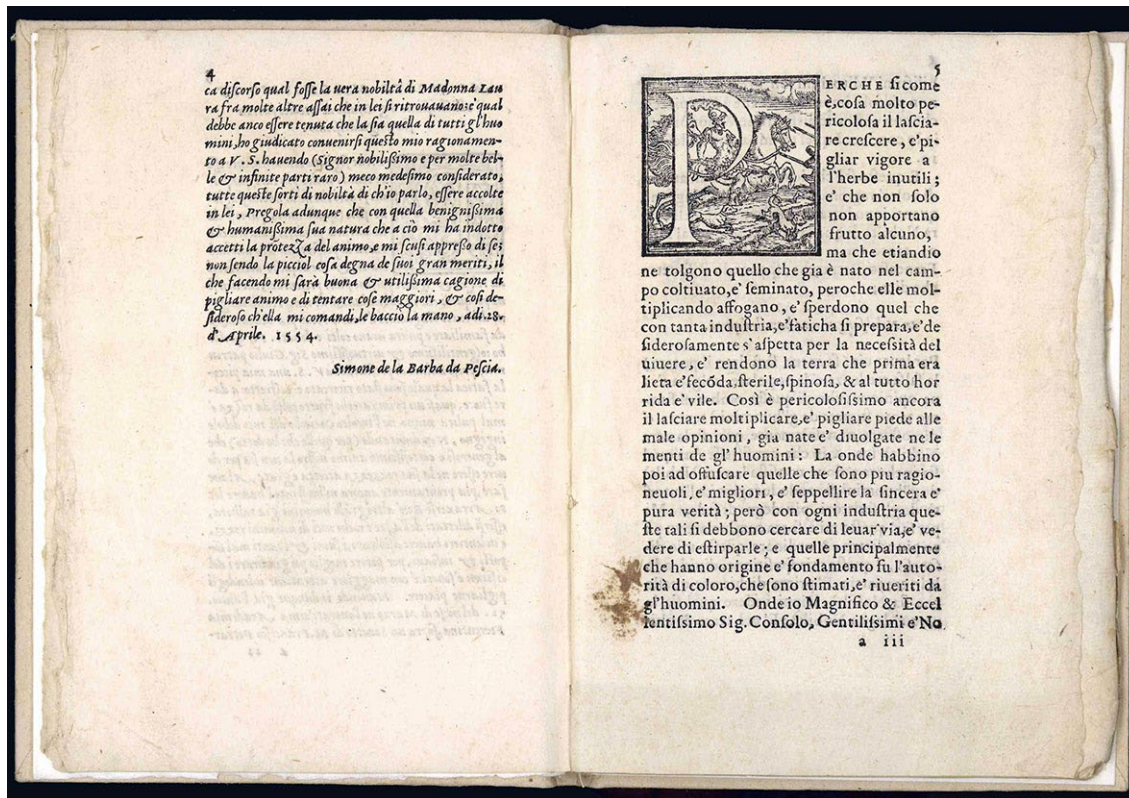 4
ca discorso qual fosse la uera nobiltà di Madonna Lau
ra fra molte altre assai che in lei si ritrouauano: e qual
debbe anco essere tenuta che la sia quella di tutti gl'huo
mini, ho giudicato convenirsi questo mio ragionamen-
to a V. S. hauendo (Signor nobilißimo e per molte bel-
le & infinite parti raro) meco medesimo considerato,
tutte queste sorti di nobiltà di ch'io parlo, essere accolte
in lei, Pregola adunque che con quella benignißima
& humanißima sua natura che a ciò mi ha indotto
accetti la prõtezza del animo, e mi scusi appreßo di se;
non sendo la picciol cosa degna de suoi gran meriti, il
che facendo mi sarà buona & utilißima cagione di
pigliare animo e di tentare cose maggiori, & cosi de-
sideroso ch'ella mi comandi, le baccio la mano, adi. 28.
d' Aprile. 1554.
Simone de la Barba da Pescia.
5
PERCHE si come
è, cosa molto pe-
ricolosa il lascia-
re crescere, e' pi-
gliar vigore a
l'herbe inutili;
e' che non solo
non apportano
frutto alcuno,
ma che etiandio
ne tolgono quello che gia è nato nel cam-
po coltiuato, e' seminato, peroche elle mol-
tiplicando affogano, e' sperdono quel che
con tanta industria, e' faticha si prepara, e' de
siderosamente s'aspetta per la necessità del
uiuere, e' rendono la terra che prima era
lieta e' fecõda, sterile, spinosa, & al tutto hor
rida e' vile. Così è pericolosissimo ancora
il lasciare moltiplicare, e' pigliare piede alle
male opinioni, gia nate e' diuolgate ne le
menti de gl'huomini: La onde habbino
poi ad offuscare quelle che sono piu ragio-
neuoli, e' migliori, e' seppellire la sincera e'
pura verità; però con ogni industria que-
ste tali si debbono cercare di leuar via, e' ve-
dere di estirparle; e quelle principalmente
che hanno origine e' fondamento su l'auto-
rità di coloro, che sono stimati, e' riueriti da
gl'huomini. Onde io Magnifico & Eccel
lentissimo Sig. Consolo, Gentilissimi e' No
a iii